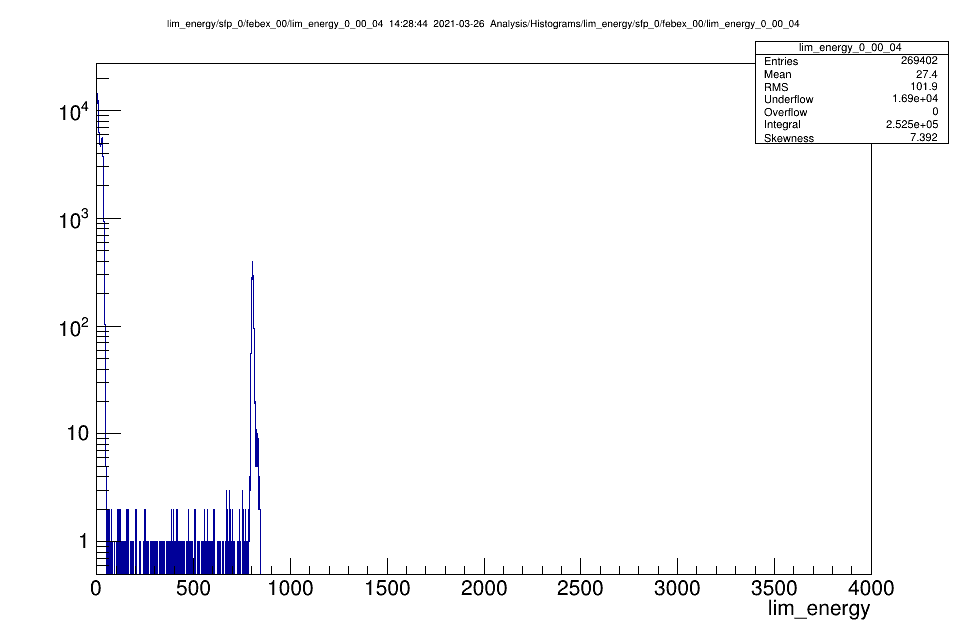 lim_energy/sfp_0/febex_00/lim_energy_0_00_04 14:28:44 2021-03-26 Analysis/Histograms/lim_energy/sfp_0/febex_00/lim_energy_0_00_04
lim_energy_0_00_04
Entries 269402
Mean 27.4
RMS 101.9
Underflow 1.69e+04
Overflow 0
Integral 2.525e+05
Skewness 7.392
10^4
10^3
10^2
10
1
0 500 1000 1500 2000 2500 3000 3500 4000
lim_energy